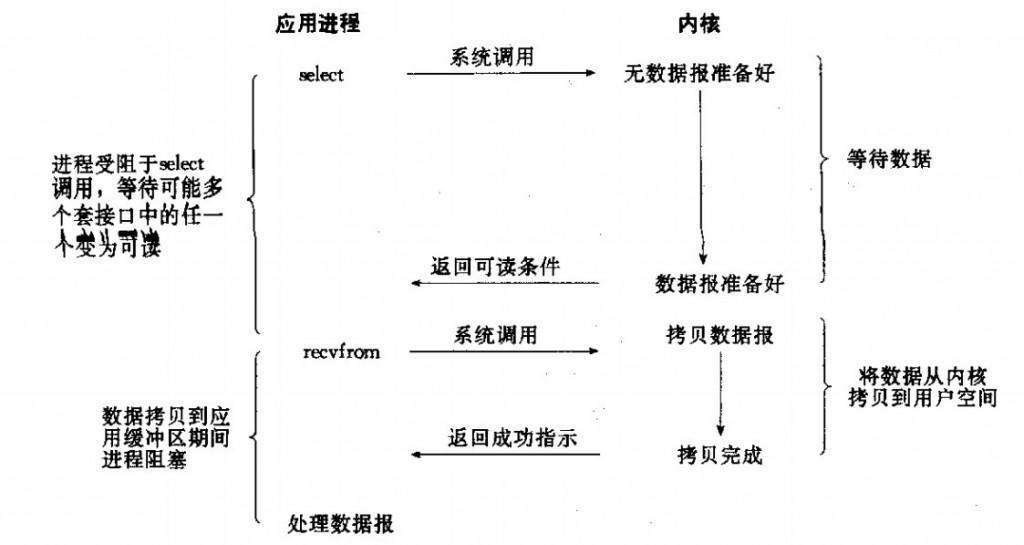 应用进程
内核
select
系统调用
无数据报准备好
进程受阻于select
调用，等待可能多
个套接口中的任一
个变为可读
等待数据
返回可读条件
数据报准备好
recvfrom
系统调用
拷贝数据报
将数据从内核
拷贝到用户空间
数据拷贝到应
用缓冲区期间
进程阻塞
返回成功指示
拷贝完成
处理数据报